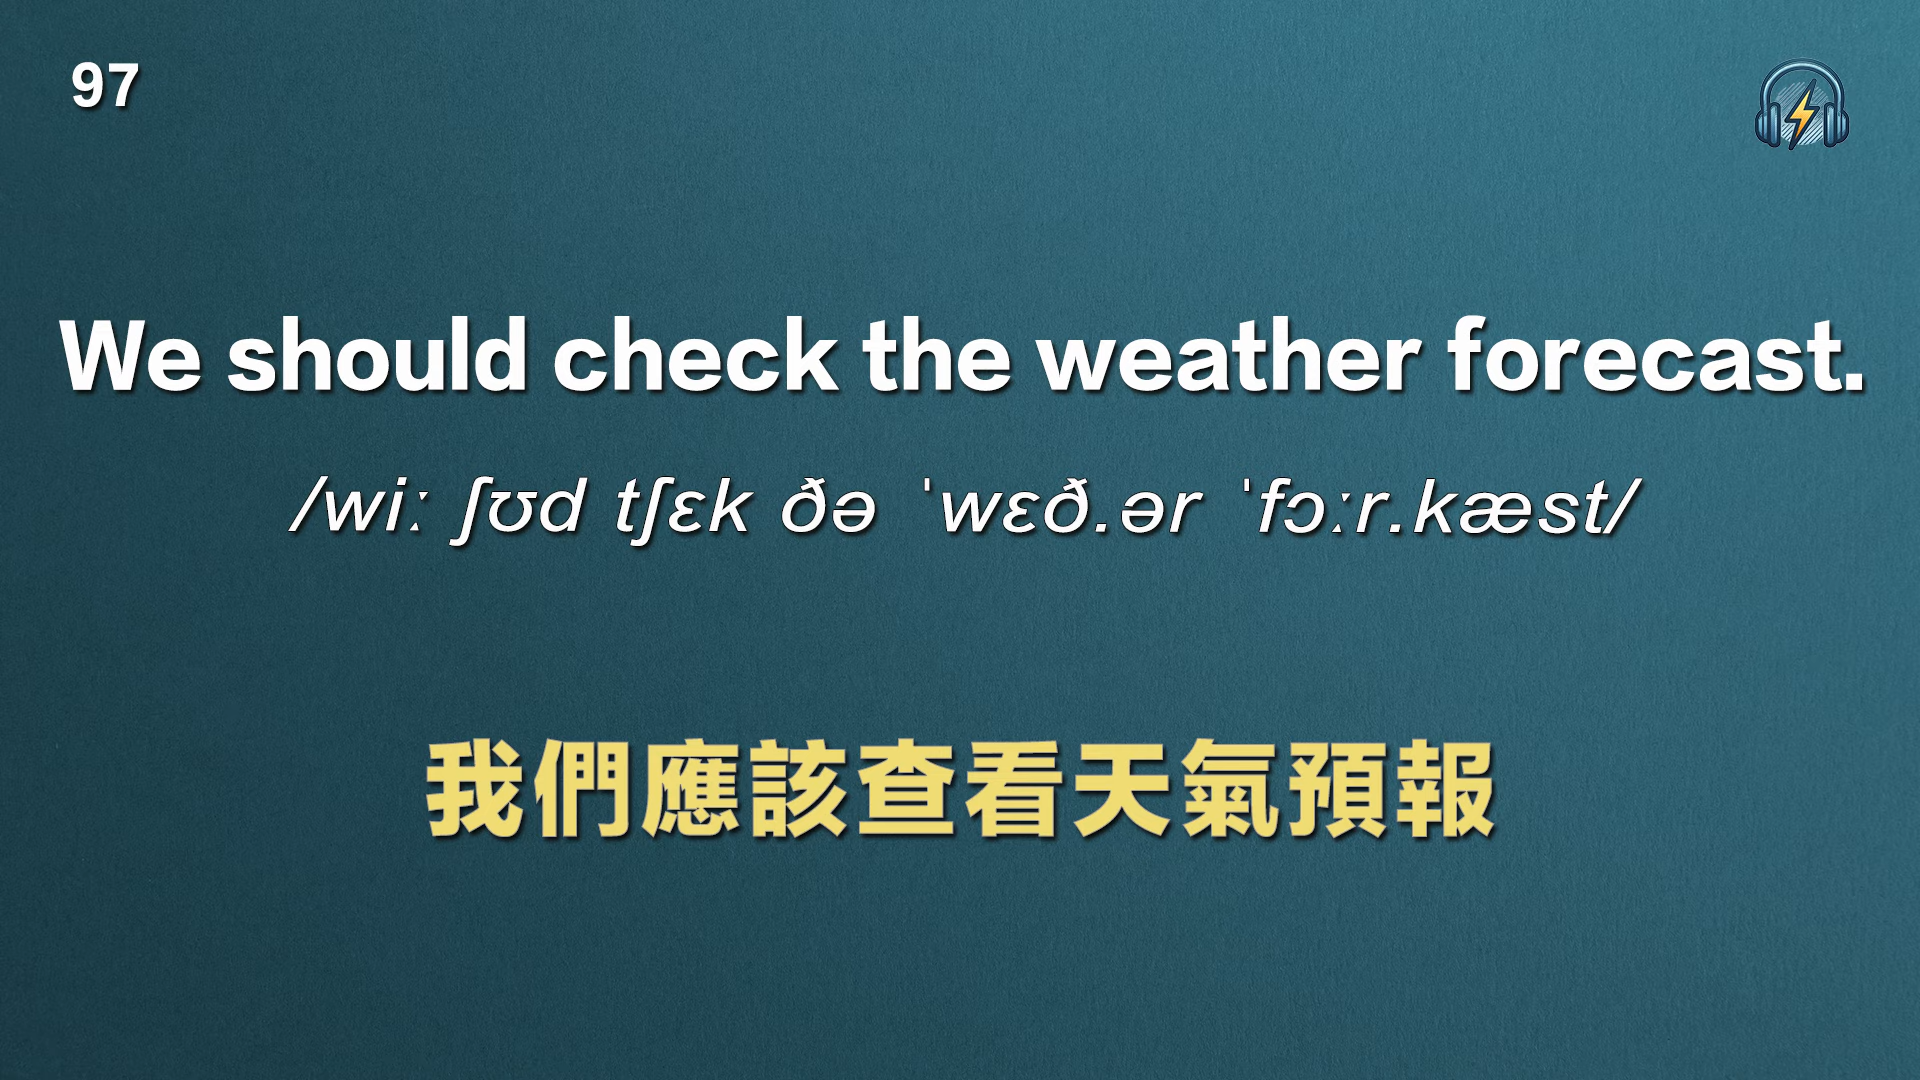 97
We should check the weather forecast.
/wiː ʃʊd tʃɛk ðə ˈwɛð.ər ˈfɔːr.kæst/
我們應該查看天氣預報